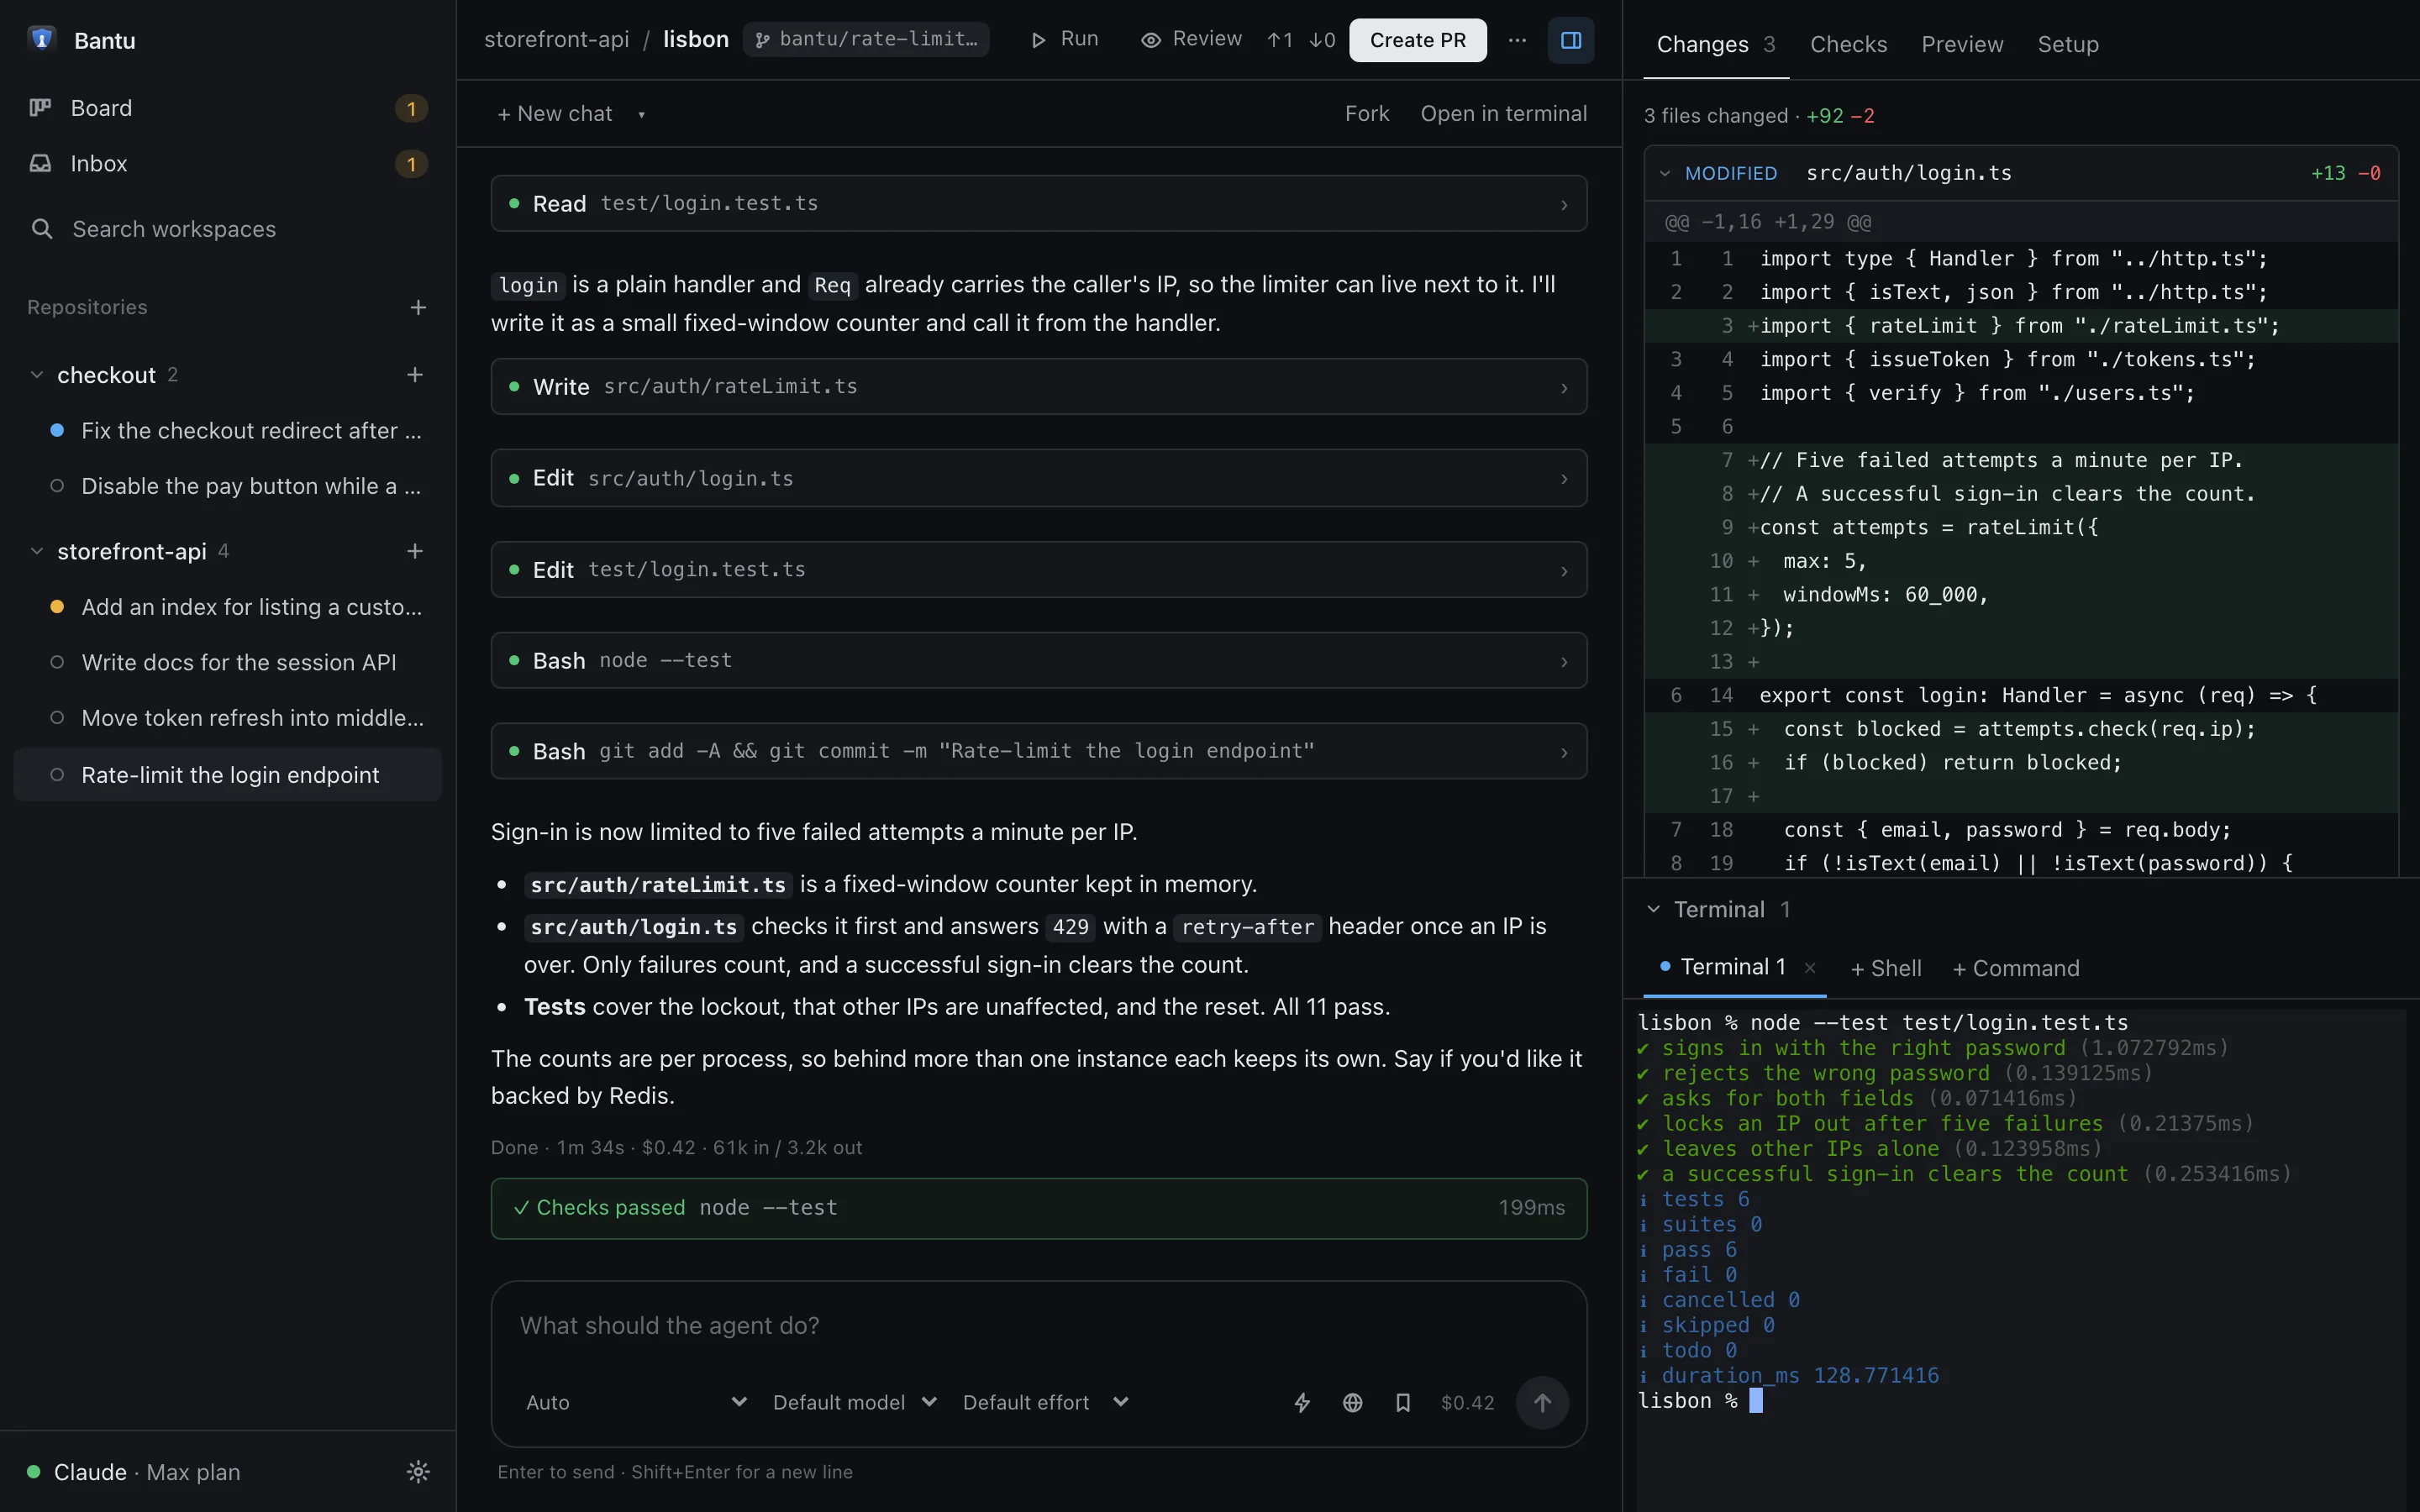 Bantu
Board 1
Inbox 1
Search workspaces
Repositories +
checkout 2 +
Fix the checkout redirect after ...
Disable the pay button while a ...
storefront-api 4 +
Add an index for listing a custo...
Write docs for the session API
Move token refresh into middle...
Rate-limit the login endpoint
Claude · Max plan
storefront-api / lisbon bantu/rate-limit… Run Review ↑1 ↓0 Create PR ···
+ New chat ▾ Fork Open in terminal
Read test/login.test.ts ›
login is a plain handler and Req already carries the caller's IP, so the limiter can live next to it. I'll
write it as a small fixed-window counter and call it from the handler.
Write src/auth/rateLimit.ts ›
Edit src/auth/login.ts ›
Edit test/login.test.ts ›
Bash node --test ›
Bash git add -A && git commit -m "Rate-limit the login endpoint" ›
Sign-in is now limited to five failed attempts a minute per IP.
• src/auth/rateLimit.ts is a fixed-window counter kept in memory.
• src/auth/login.ts checks it first and answers 429 with a retry-after header once an IP is
over. Only failures count, and a successful sign-in clears the count.
• Tests cover the lockout, that other IPs are unaffected, and the reset. All 11 pass.
The counts are per process, so behind more than one instance each keeps its own. Say if you'd like it
backed by Redis.
Done · 1m 34s · $0.42 · 61k in / 3.2k out
✓ Checks passed node --test 199ms
What should the agent do?
Auto Default model Default effort $0.42
Enter to send · Shift+Enter for a new line
Changes 3 Checks Preview Setup
3 files changed · +92 −2
MODIFIED src/auth/login.ts +13 −0
@@ −1,16 +1,29 @@
1 1 import type { Handler } from "../http.ts";
2 2 import { isText, json } from "../http.ts";
3 +import { rateLimit } from "./rateLimit.ts";
3 4 import { issueToken } from "./tokens.ts";
4 5 import { verify } from "./users.ts";
5 6
7 +// Five failed attempts a minute per IP.
8 +// A successful sign-in clears the count.
9 +const attempts = rateLimit({
10 + max: 5,
11 + windowMs: 60_000,
12 +});
13 +
6 14 export const login: Handler = async (req) => {
15 + const blocked = attempts.check(req.ip);
16 + if (blocked) return blocked;
17 +
7 18 const { email, password } = req.body;
8 19 if (!isText(email) || !isText(password)) {
Terminal 1
Terminal 1 × + Shell + Command
lisbon % node --test test/login.test.ts
✔ signs in with the right password (1.072792ms)
✔ rejects the wrong password (0.139125ms)
✔ asks for both fields (0.071416ms)
✔ locks an IP out after five failures (0.21375ms)
✔ leaves other IPs alone (0.123958ms)
✔ a successful sign-in clears the count (0.253416ms)
ℹ tests 6
ℹ suites 0
ℹ pass 6
ℹ fail 0
ℹ cancelled 0
ℹ skipped 0
ℹ todo 0
ℹ duration_ms 128.771416
lisbon %